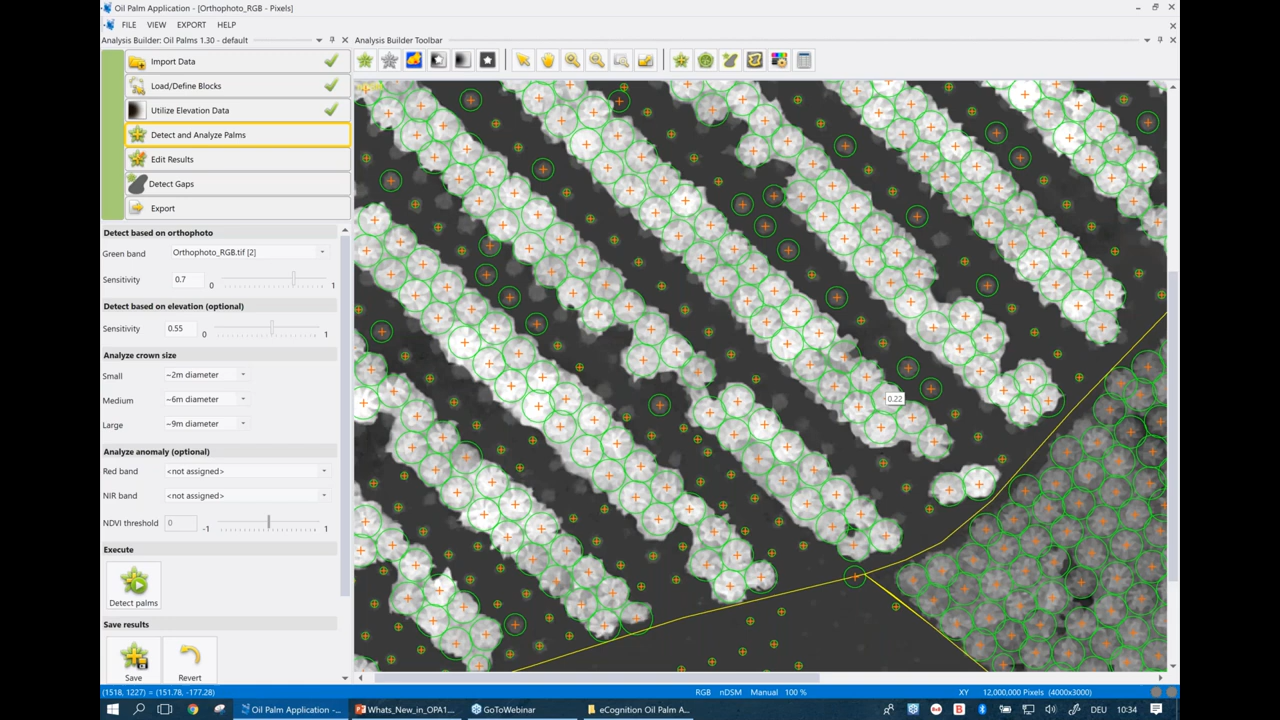 Oil Palm Application - [Orthophoto_RGB - Pixels]
FILE VIEW EXPORT HELP
Analysis Builder: Oil Palms 1.30 - default
Analysis Builder Toolbar
Import Data
Load/Define Blocks
Utilize Elevation Data
Detect and Analyze Palms
Edit Results
Detect Gaps
Export
Detect based on orthophoto
Green band Orthophoto_RGB.tif [2]
Sensitivity 0.7 0 1
Detect based on elevation (optional)
Sensitivity 0.55 0 1
Analyze crown size
Small ~2m diameter
Medium ~6m diameter
Large ~9m diameter
Analyze anomaly (optional)
Red band <not assigned>
NIR band <not assigned>
NDVI threshold 0 -1 1
Execute
Detect palms
Save results
Save Revert
0.22
(1518, 1227) = (151.78, -177.28)
RGB nDSM Manual 100 % XY 12,000,000 Pixels (4000x3000)
Oil Palm Application -... Whats_New_in_OPA1... GoToWebinar eCognition Oil Palm A... DEU 10:34